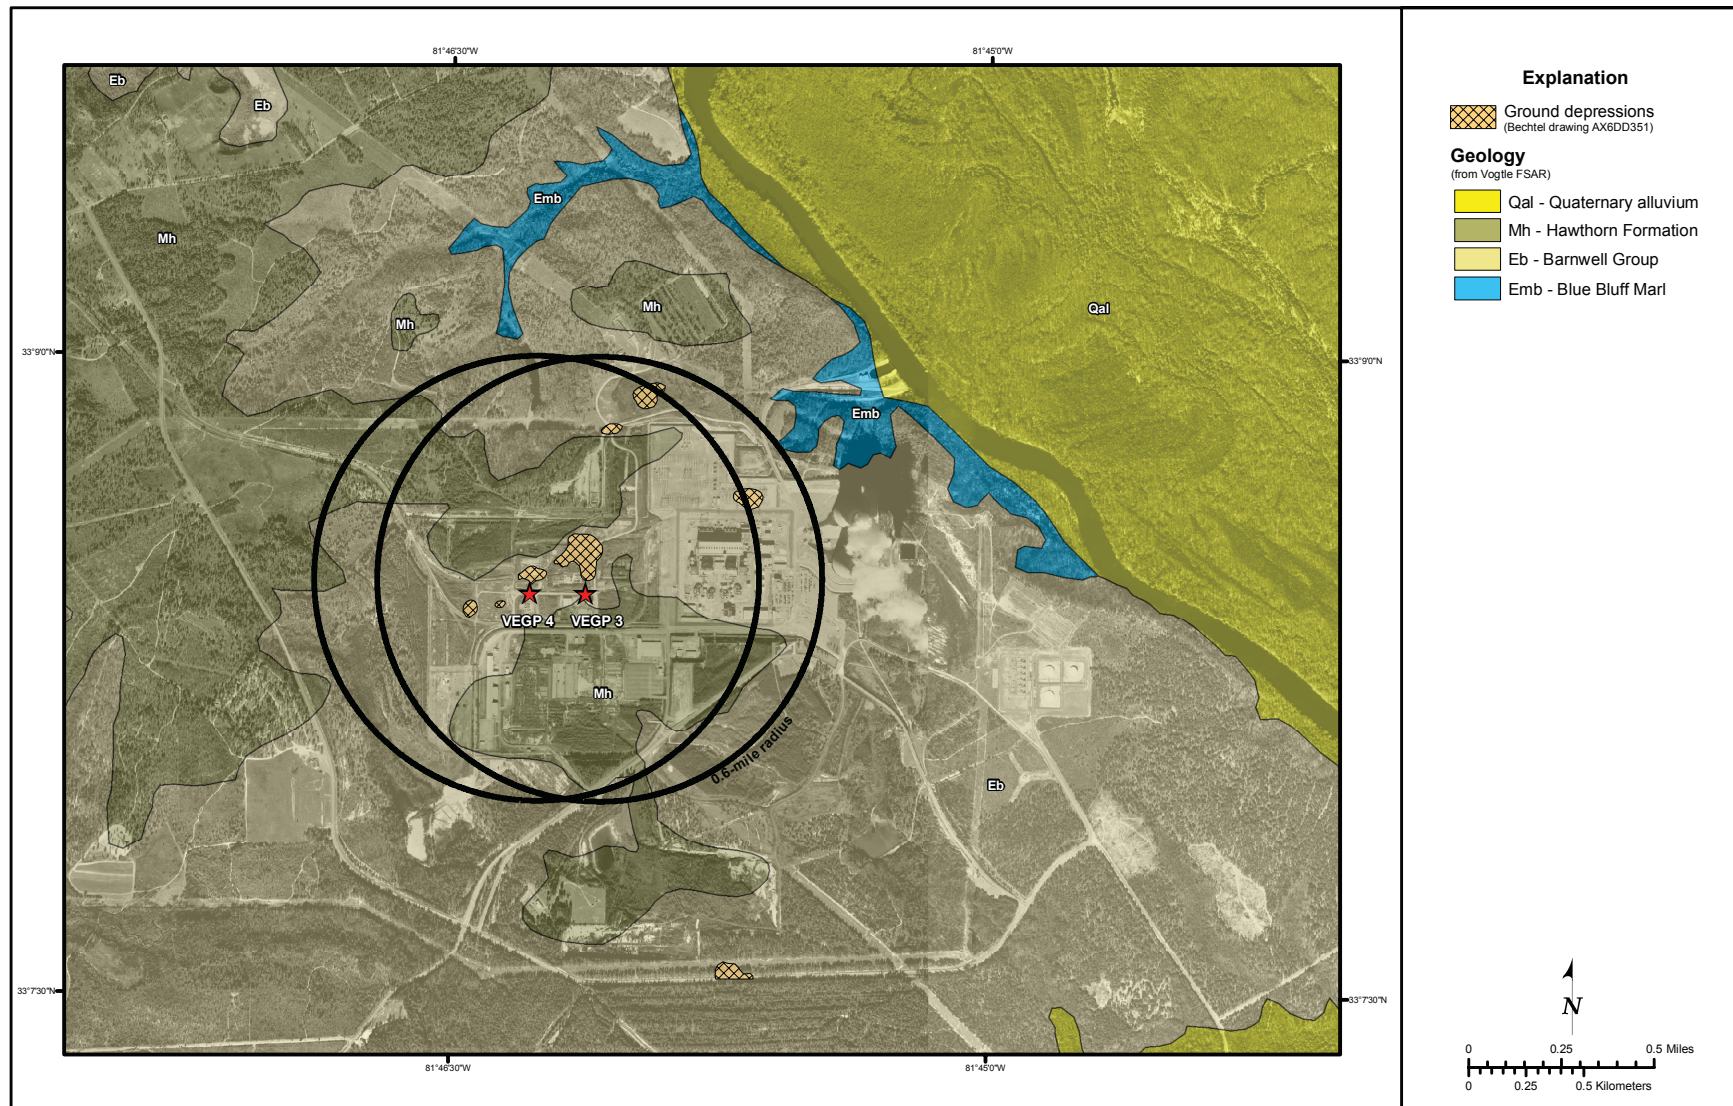 81°46'30"W
81°45'0"W
Eb
Eb
Emb
Mh
Mh
Mh
Qal
33°9'0"N
33°9'0"N
Emb
VEGP 4
VEGP 3
Mh
0.6-mile radius
Eb
33°7'30"N
33°7'30"N
81°46'30"W
81°45'0"W
Explanation
Ground depressions
(Bechtel drawing AX6DD351)
Geology
(from Vogtle FSAR)
Qal - Quaternary alluvium
Mh - Hawthorn Formation
Eb - Barnwell Group
Emb - Blue Bluff Marl
N
0 0.25 0.5 Miles
0 0.25 0.5 Kilometers